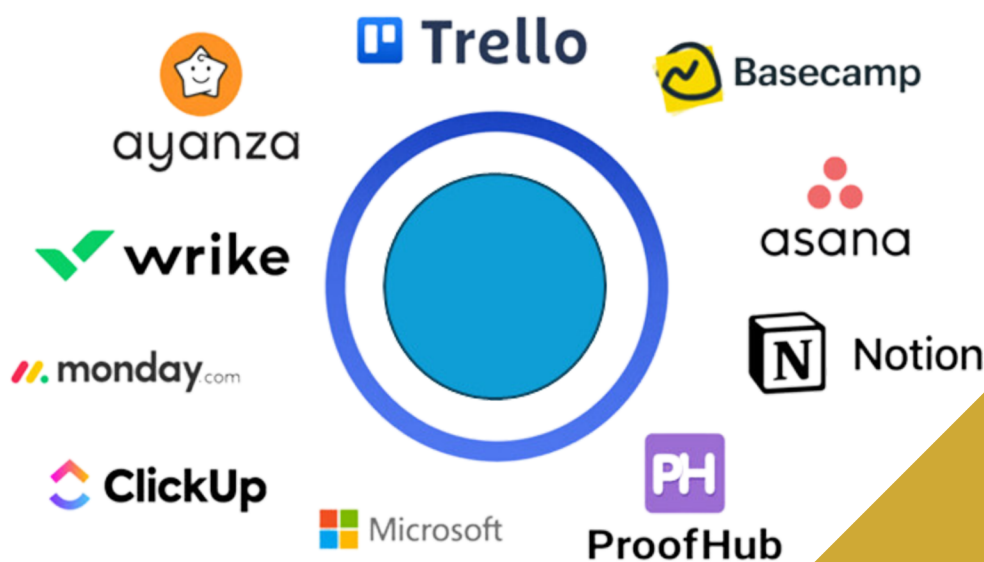 Trello
Basecamp
ayanza
asana
wrike
N Notion
monday.com
PH
ClickUp
Microsoft
ProofHub